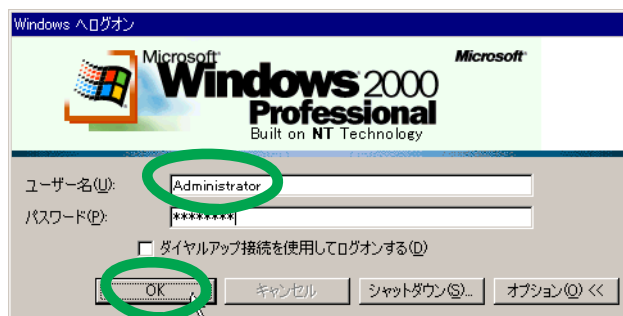 Windows へログオン
Microsoft Microsoft
Windows 2000
Professional
Built on NT Technology
ユーザー名(U): Administrator
パスワード(P): ********
ダイヤルアップ接続を使用してログオンする(D)
OK キャンセル シャットダウン(S)... オプション(O) <<